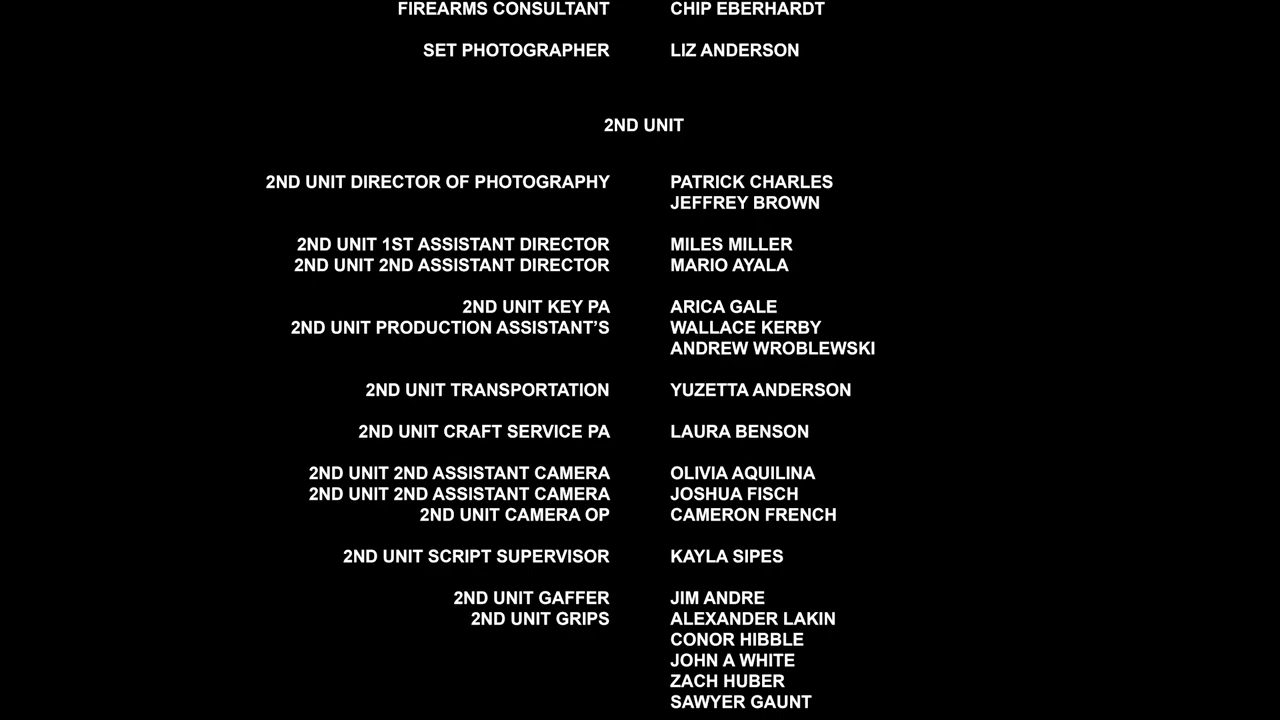 FIREARMS CONSULTANT CHIP EBERHARDT
SET PHOTOGRAPHER LIZ ANDERSON
2ND UNIT
2ND UNIT DIRECTOR OF PHOTOGRAPHY PATRICK CHARLES
JEFFREY BROWN
2ND UNIT 1ST ASSISTANT DIRECTOR MILES MILLER
2ND UNIT 2ND ASSISTANT DIRECTOR MARIO AYALA
2ND UNIT KEY PA ARICA GALE
2ND UNIT PRODUCTION ASSISTANT’S WALLACE KERBY
ANDREW WROBLEWSKI
2ND UNIT TRANSPORTATION YUZETTA ANDERSON
2ND UNIT CRAFT SERVICE PA LAURA BENSON
2ND UNIT 2ND ASSISTANT CAMERA OLIVIA AQUILINA
2ND UNIT 2ND ASSISTANT CAMERA JOSHUA FISCH
2ND UNIT CAMERA OP CAMERON FRENCH
2ND UNIT SCRIPT SUPERVISOR KAYLA SIPES
2ND UNIT GAFFER JIM ANDRE
2ND UNIT GRIPS ALEXANDER LAKIN
CONOR HIBBLE
JOHN A WHITE
ZACH HUBER
SAWYER GAUNT